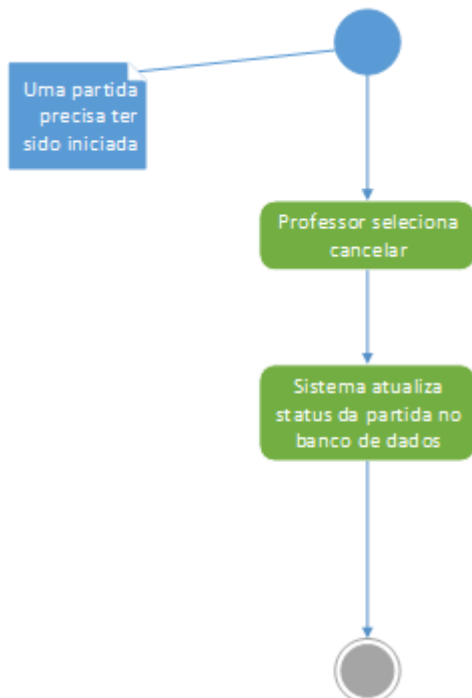 Uma partida
precisa ter
sido iniciada
Professor seleciona
cancelar
Sistema atualiza
status da partida no
banco de dados